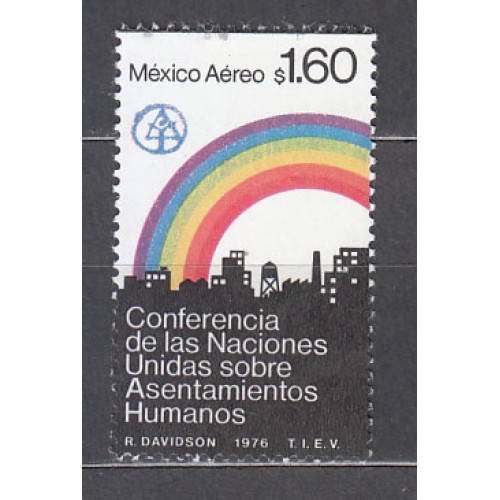 México Aéreo $1.60
Conferencia
de las Naciones
Unidas sobre
Asentamientos
Humanos
R. DAVIDSON 1976 T.I.E.V.